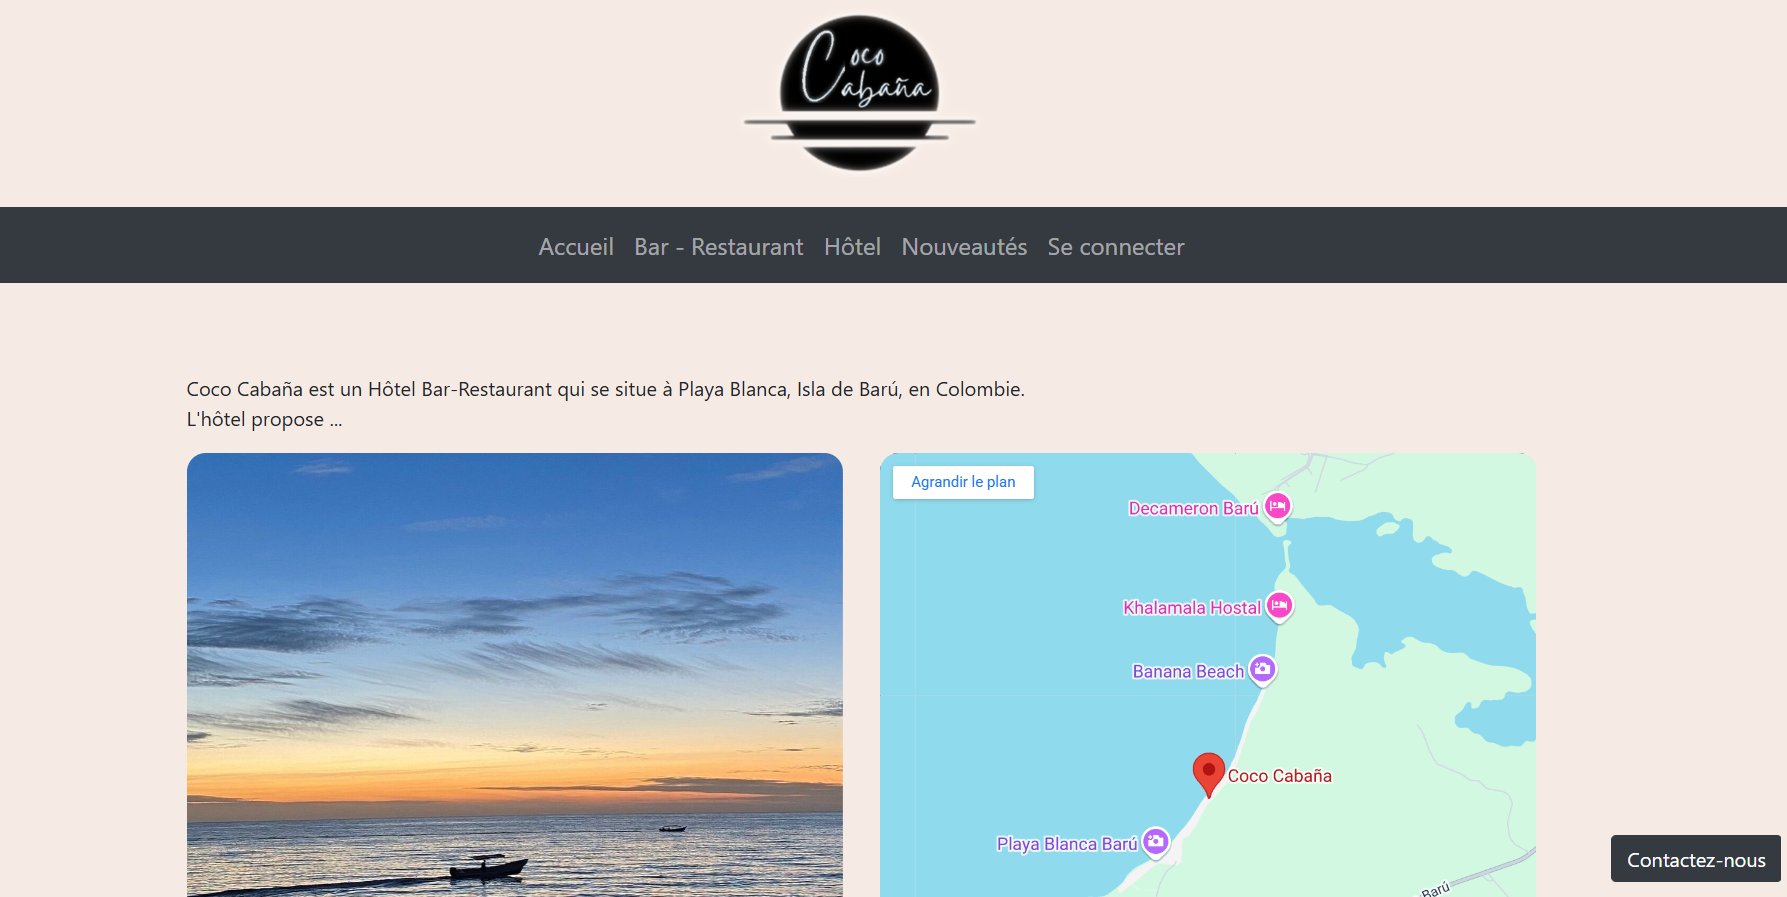 Coco
Cabaña
Accueil Bar - Restaurant Hôtel Nouveautés Se connecter
Coco Cabaña est un Hôtel Bar-Restaurant qui se situe à Playa Blanca, Isla de Barú, en Colombie.
L'hôtel propose ...
Agrandir le plan
Decameron Barú
Khalamala Hostal
Banana Beach
Coco Cabaña
Playa Blanca Barú
Barú
Contactez-nous